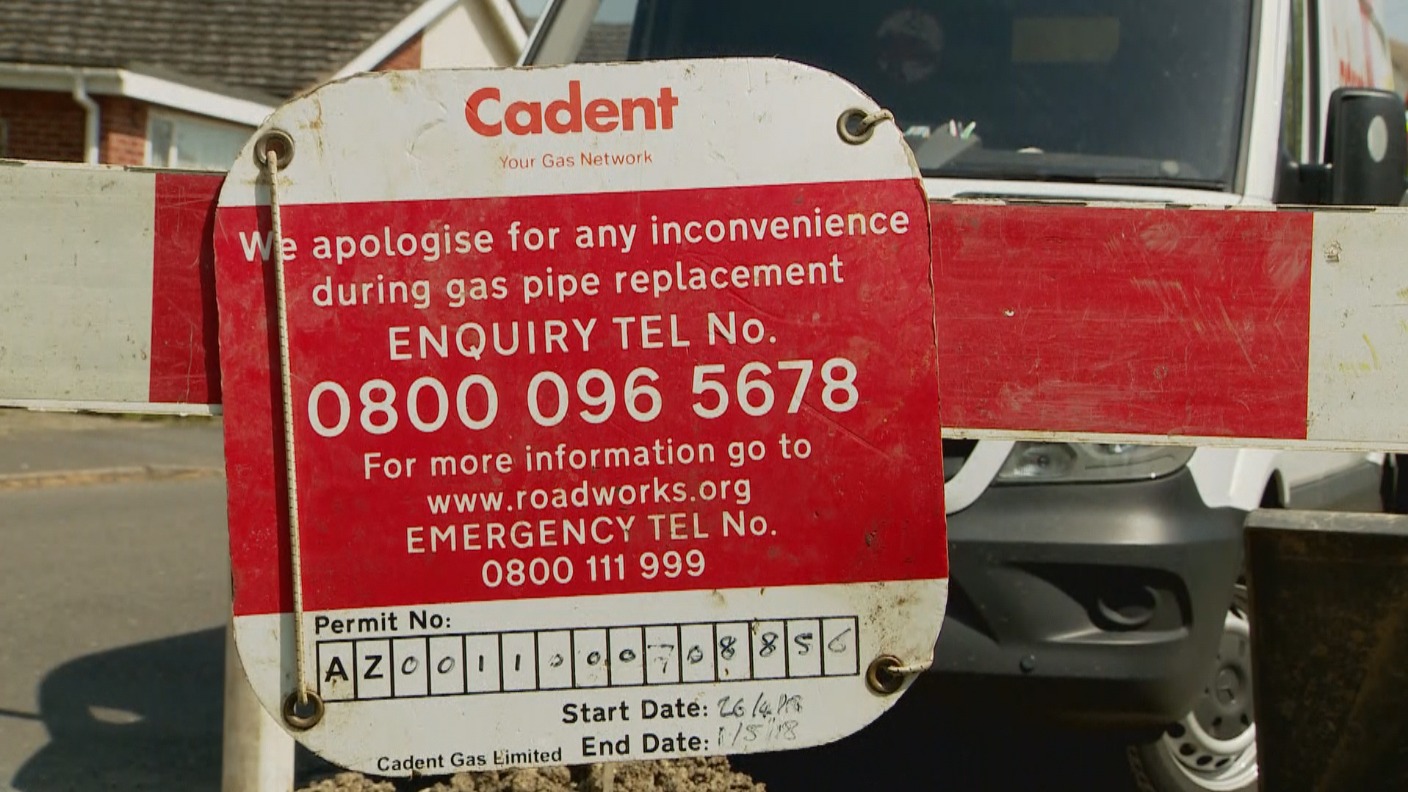 Cadent
Your Gas Network
We apologise for any inconvenience
during gas pipe replacement
ENQUIRY TEL No.
0800 096 5678
For more information go to
www.roadworks.org
EMERGENCY TEL No.
0800 111 999
Permit No:
AZ0011000708856
Start Date: 26/4/18
End Date: 1/5/18
Cadent Gas Limited